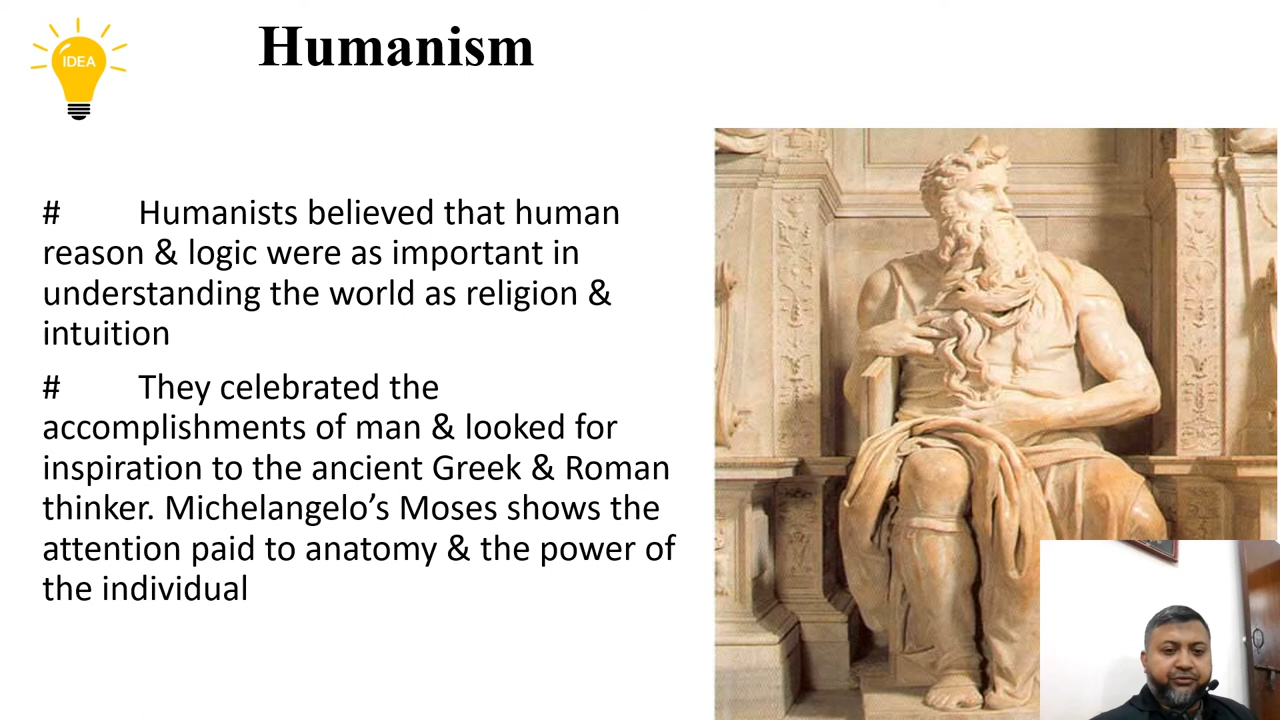 IDEA
Humanism
# Humanists believed that human
reason & logic were as important in
understanding the world as religion &
intuition
# They celebrated the
accomplishments of man & looked for
inspiration to the ancient Greek & Roman
thinker. Michelangelo’s Moses shows the
attention paid to anatomy & the power of
the individual